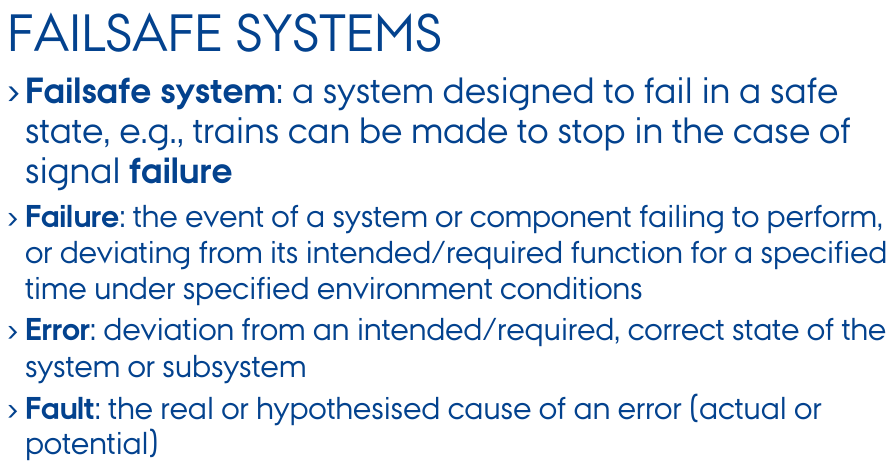 FAILSAFE SYSTEMS
› Failsafe system: a system designed to fail in a safe
state, e.g., trains can be made to stop in the case of
signal failure
› Failure: the event of a system or component failing to perform,
or deviating from its intended/required function for a specified
time under specified environment conditions
› Error: deviation from an intended/required, correct state of the
system or subsystem
› Fault: the real or hypothesised cause of an error (actual or
potential)